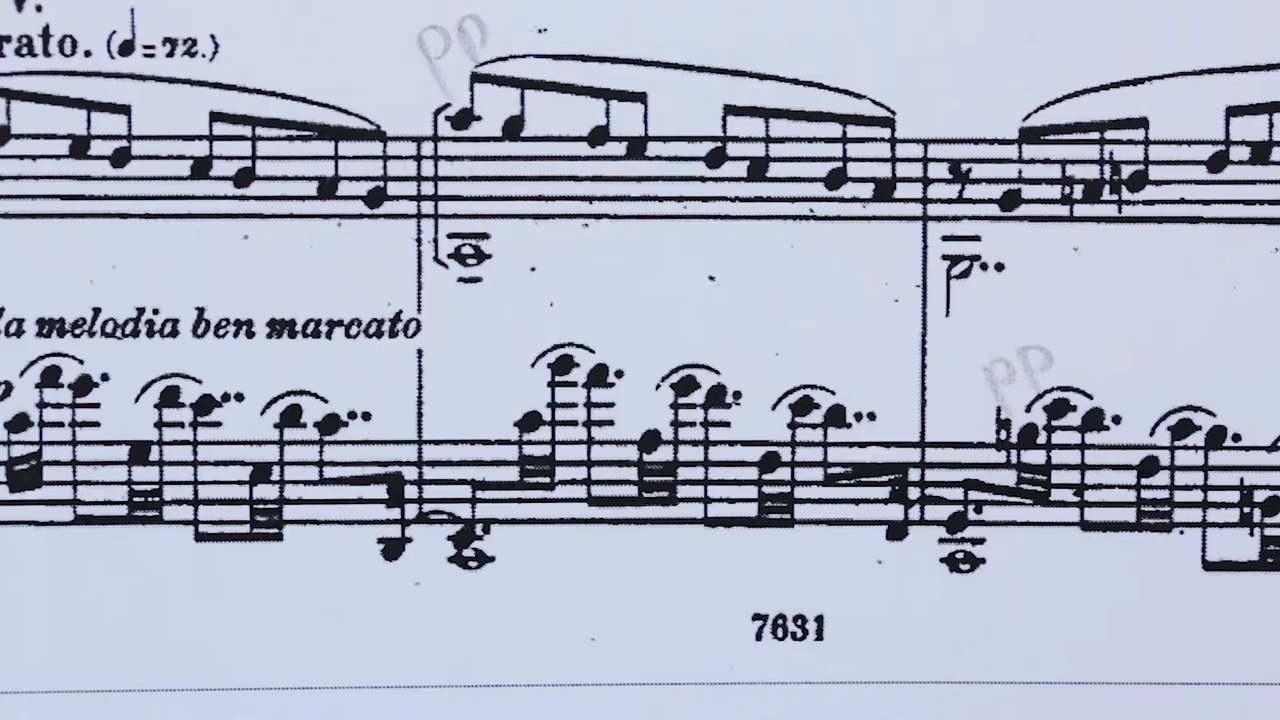 rato. (♩=72.)
pp
la melodia ben marcato
pp
7631